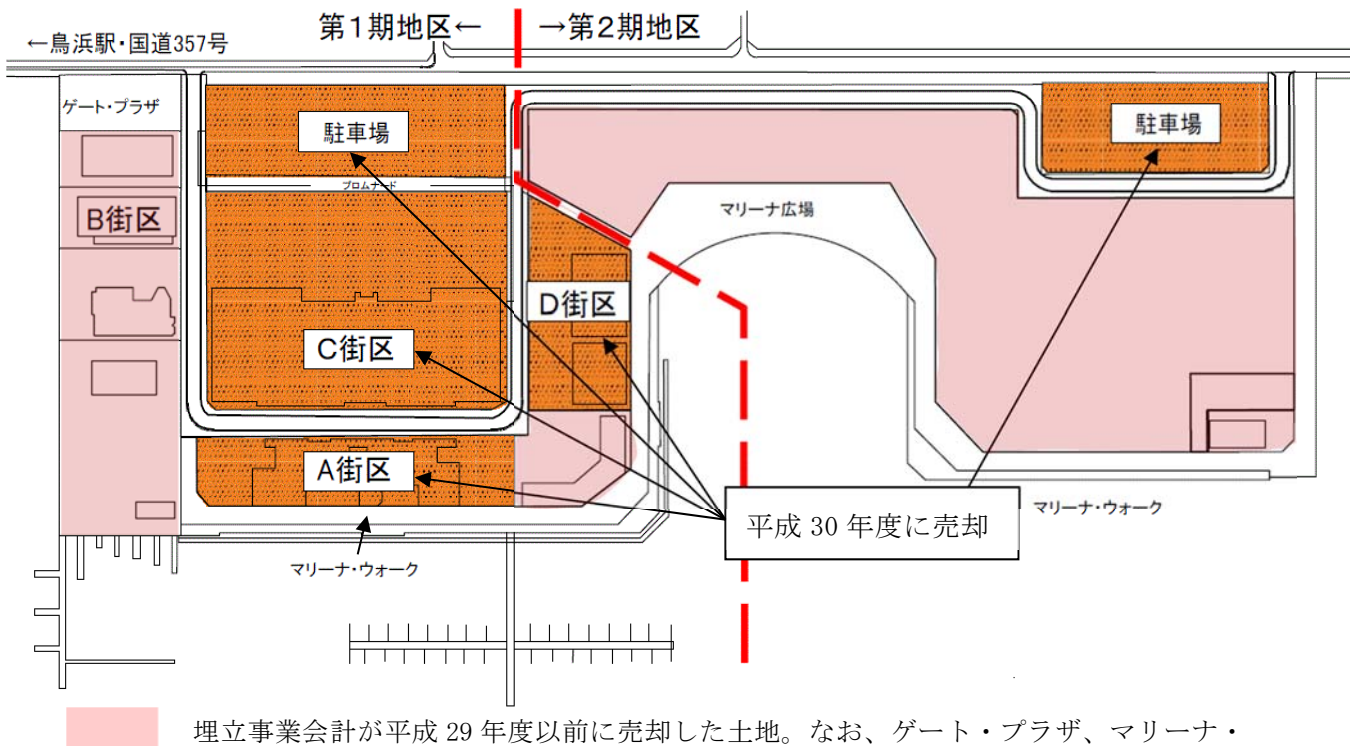 第1期地区←
→第2期地区
←鳥浜駅・国道357号
ゲート・プラザ
駐車場
駐車場
プロムナード
B街区
マリーナ広場
D街区
C街区
A街区
平成 30 年度に売却
マリーナ・ウォーク
マリーナ・ウォーク
埋立事業会計が平成 29 年度以前に売却した土地。なお、ゲート・プラザ、マリーナ・